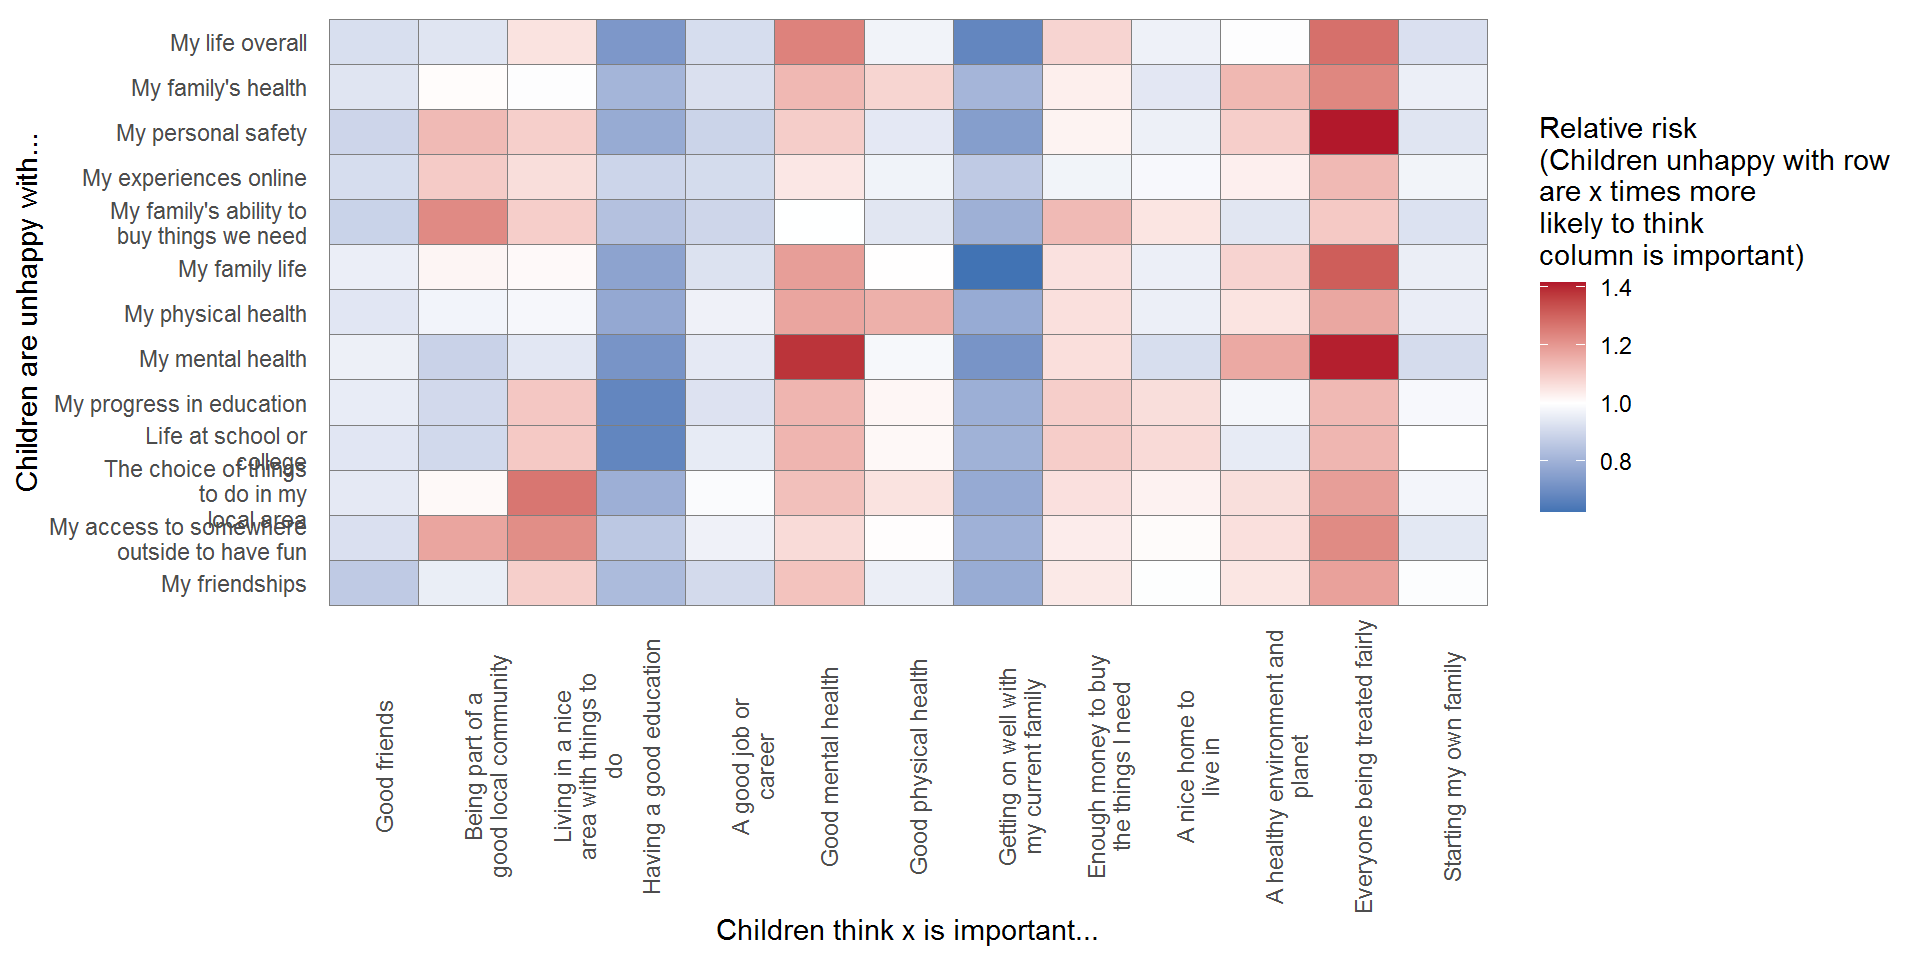 My life overall
My family's health
My personal safety
My experiences online
My family's ability to
buy things we need
My family life
My physical health
My mental health
My progress in education
Life at school or
college
The choice of things
to do in my
local area
My access to somewhere
outside to have fun
My friendships
Children are unhappy with...
Good friends
Being part of a
good local community
Living in a nice
area with things to
do
Having a good education
A good job or
career
Good mental health
Good physical health
Getting on well with
my current family
Enough money to buy
the things I need
A nice home to
live in
A healthy environment and
planet
Everyone being treated fairly
Starting my own family
Children think x is important...
Relative risk
(Children unhappy with row
are x times more
likely to think
column is important)
1.4
1.2
1.0
0.8